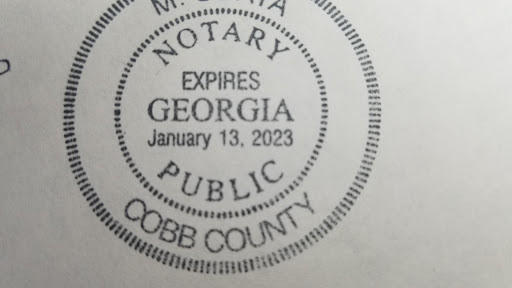 M.
NOTARY
EXPIRES
GEORGIA
January 13, 2023
PUBLIC
COBB COUNTY